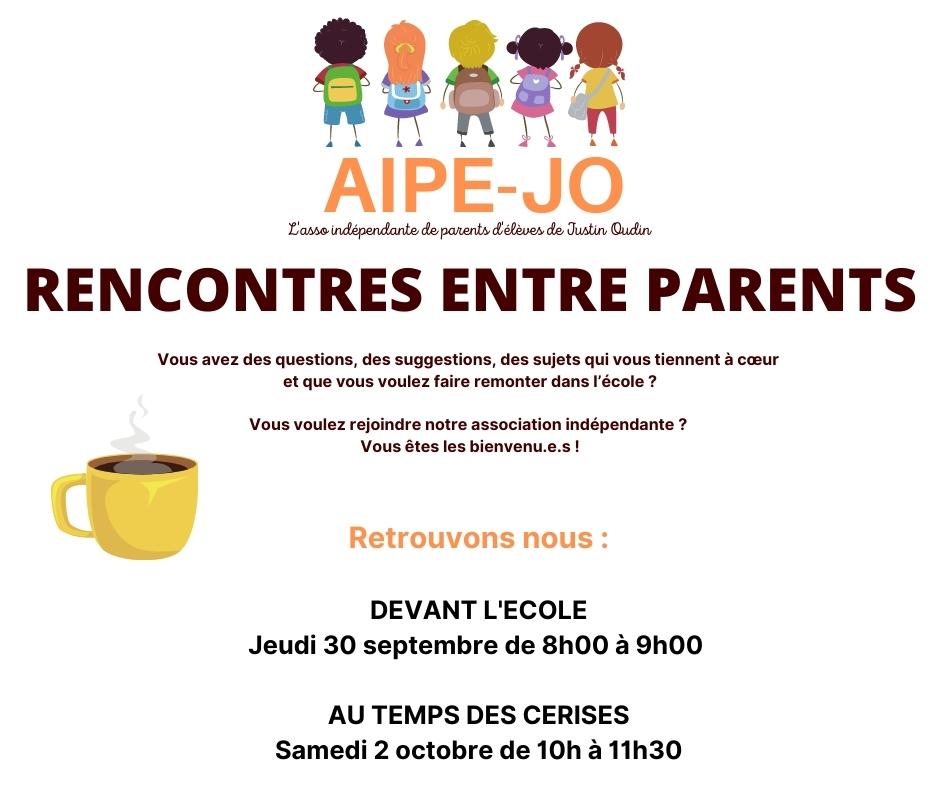 AIPE-JO
L'asso indépendante de parents d'élèves de Justin Oudin
RENCONTRES ENTRE PARENTS
Vous avez des questions, des suggestions, des sujets qui vous tiennent à cœur
et que vous voulez faire remonter dans l’école ?
Vous voulez rejoindre notre association indépendante ?
Vous êtes les bienvenu.e.s !
Retrouvons nous :
DEVANT L'ECOLE
Jeudi 30 septembre de 8h00 à 9h00
AU TEMPS DES CERISES
Samedi 2 octobre de 10h à 11h30